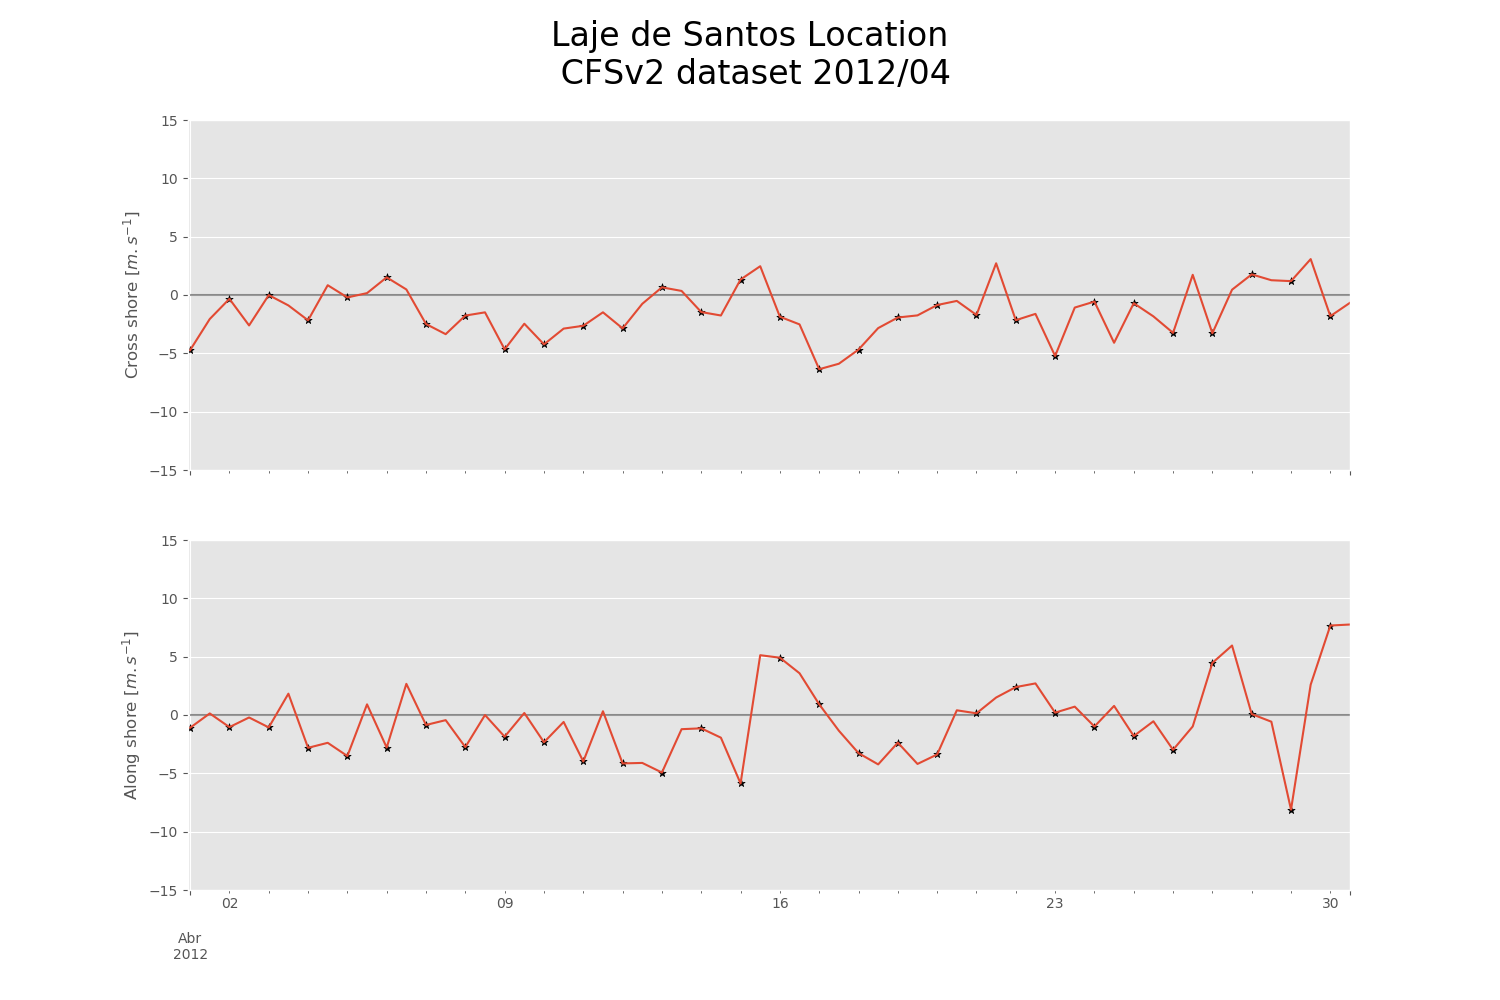 Laje de Santos Location
CFSv2 dataset 2012/04
15
10
5
0
−5
−10
−15
Cross shore [m.s⁻¹]
15
10
5
0
−5
−10
−15
Along shore [m.s⁻¹]
02 09 16 23 30
Abr
2012